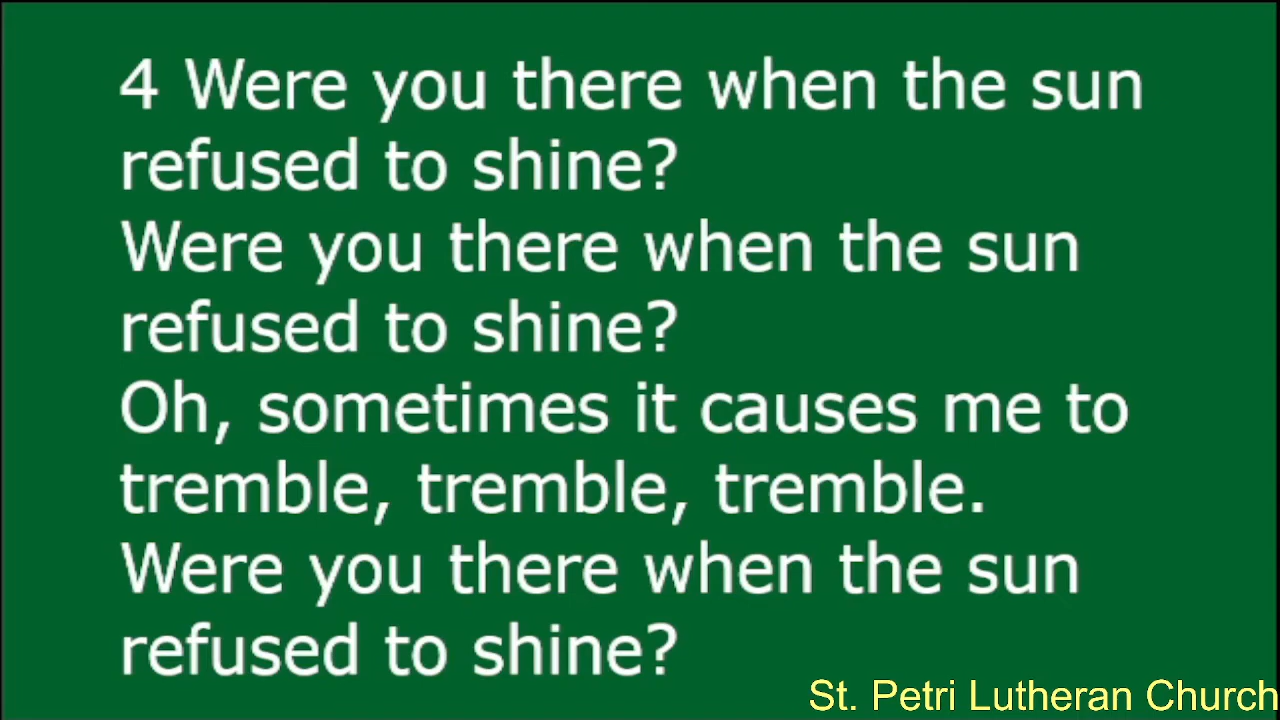 4 Were you there when the sun
refused to shine?
Were you there when the sun
refused to shine?
Oh, sometimes it causes me to
tremble, tremble, tremble.
Were you there when the sun
refused to shine?
St. Petri Lutheran Church